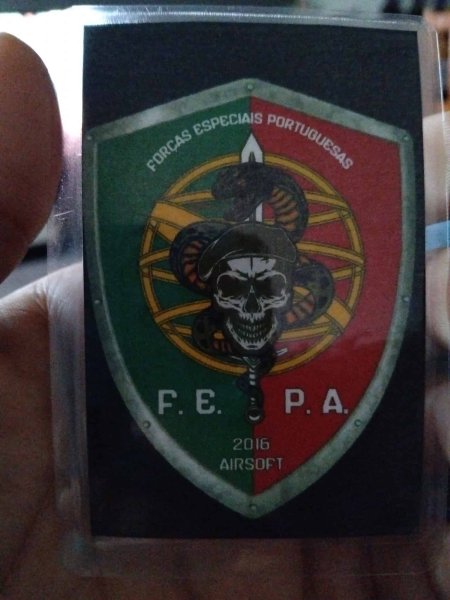 FORÇAS ESPECIAIS PORTUGUESAS
F. E. P. A.
2016
AIRSOFT